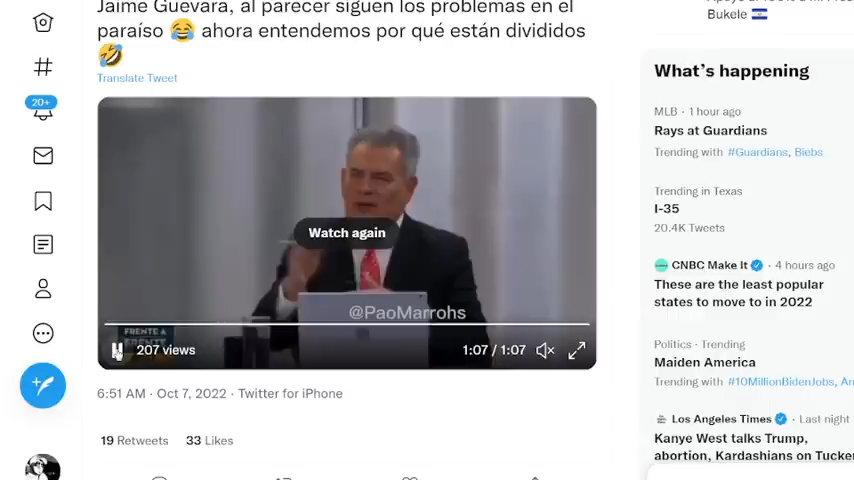 Jaime Guevara, al parecer siguen los problemas en el
paraíso 😂 ahora entendemos por qué están divididos
🤣
Translate Tweet
20+
Watch again
@PaoMarrohs
FRENTE A
FRENTE
207 views
1:07 / 1:07
6:51 AM · Oct 7, 2022 · Twitter for iPhone
19 Retweets 33 Likes
Bukele 🇸🇻
What's happening
MLB · 1 hour ago
Rays at Guardians
Trending with #Guardians, Biebs
Trending in Texas
I-35
20.4K Tweets
CNBC Make It · 4 hours ago
These are the least popular
states to move to in 2022
Politics · Trending
Maiden America
Trending with #10MillionBidenJobs, Am
Los Angeles Times · Last night
Kanye West talks Trump,
abortion, Kardashians on Tucker